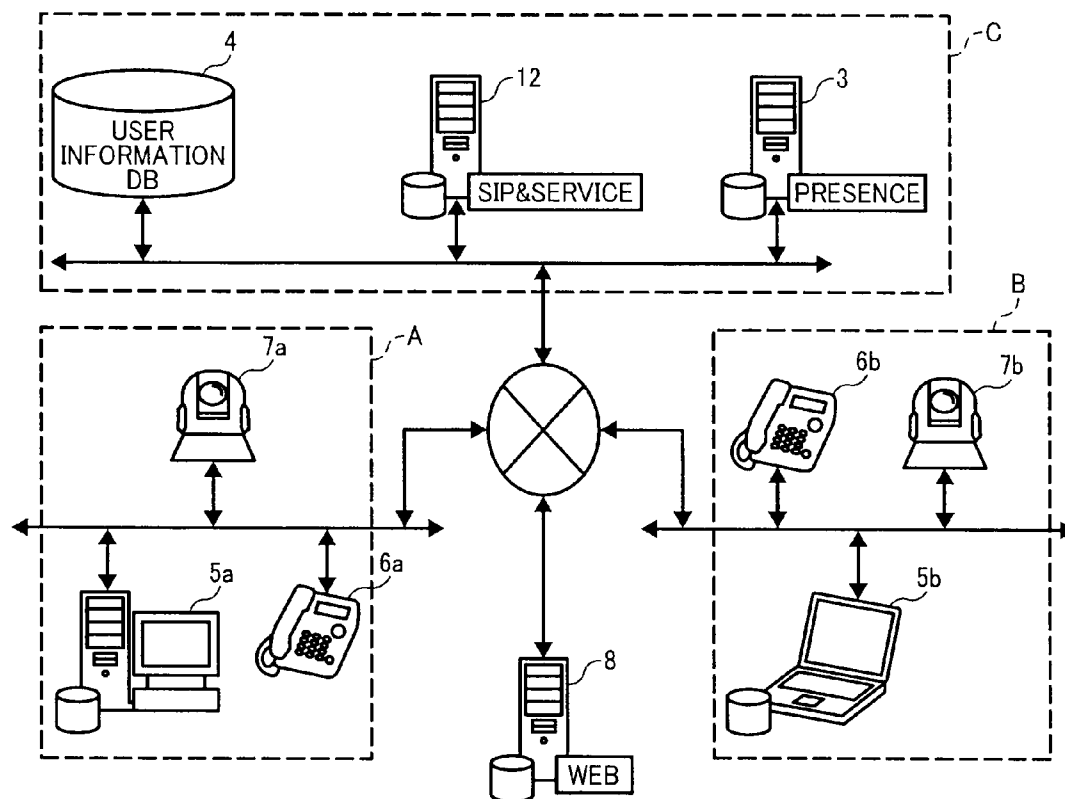 4
USER
INFORMATION
DB
12
SIP&SERVICE
3
PRESENCE
C
A
7a
5a
6a
B
6b
7b
5b
8
WEB